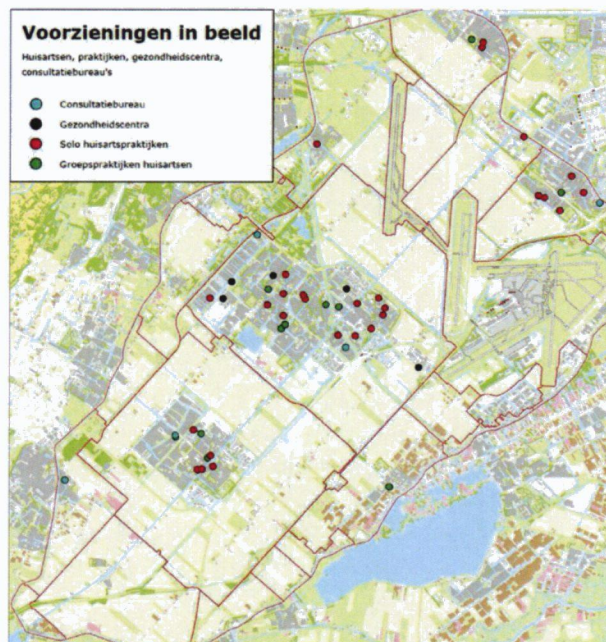 Voorzieningen in beeld
Huisartsen, praktijken, gezondheidscentra,
consultatiebureau's
Consultatiebureau
Gezondheidscentra
Solo huisartspraktijken
Groepspraktijken huisartsen